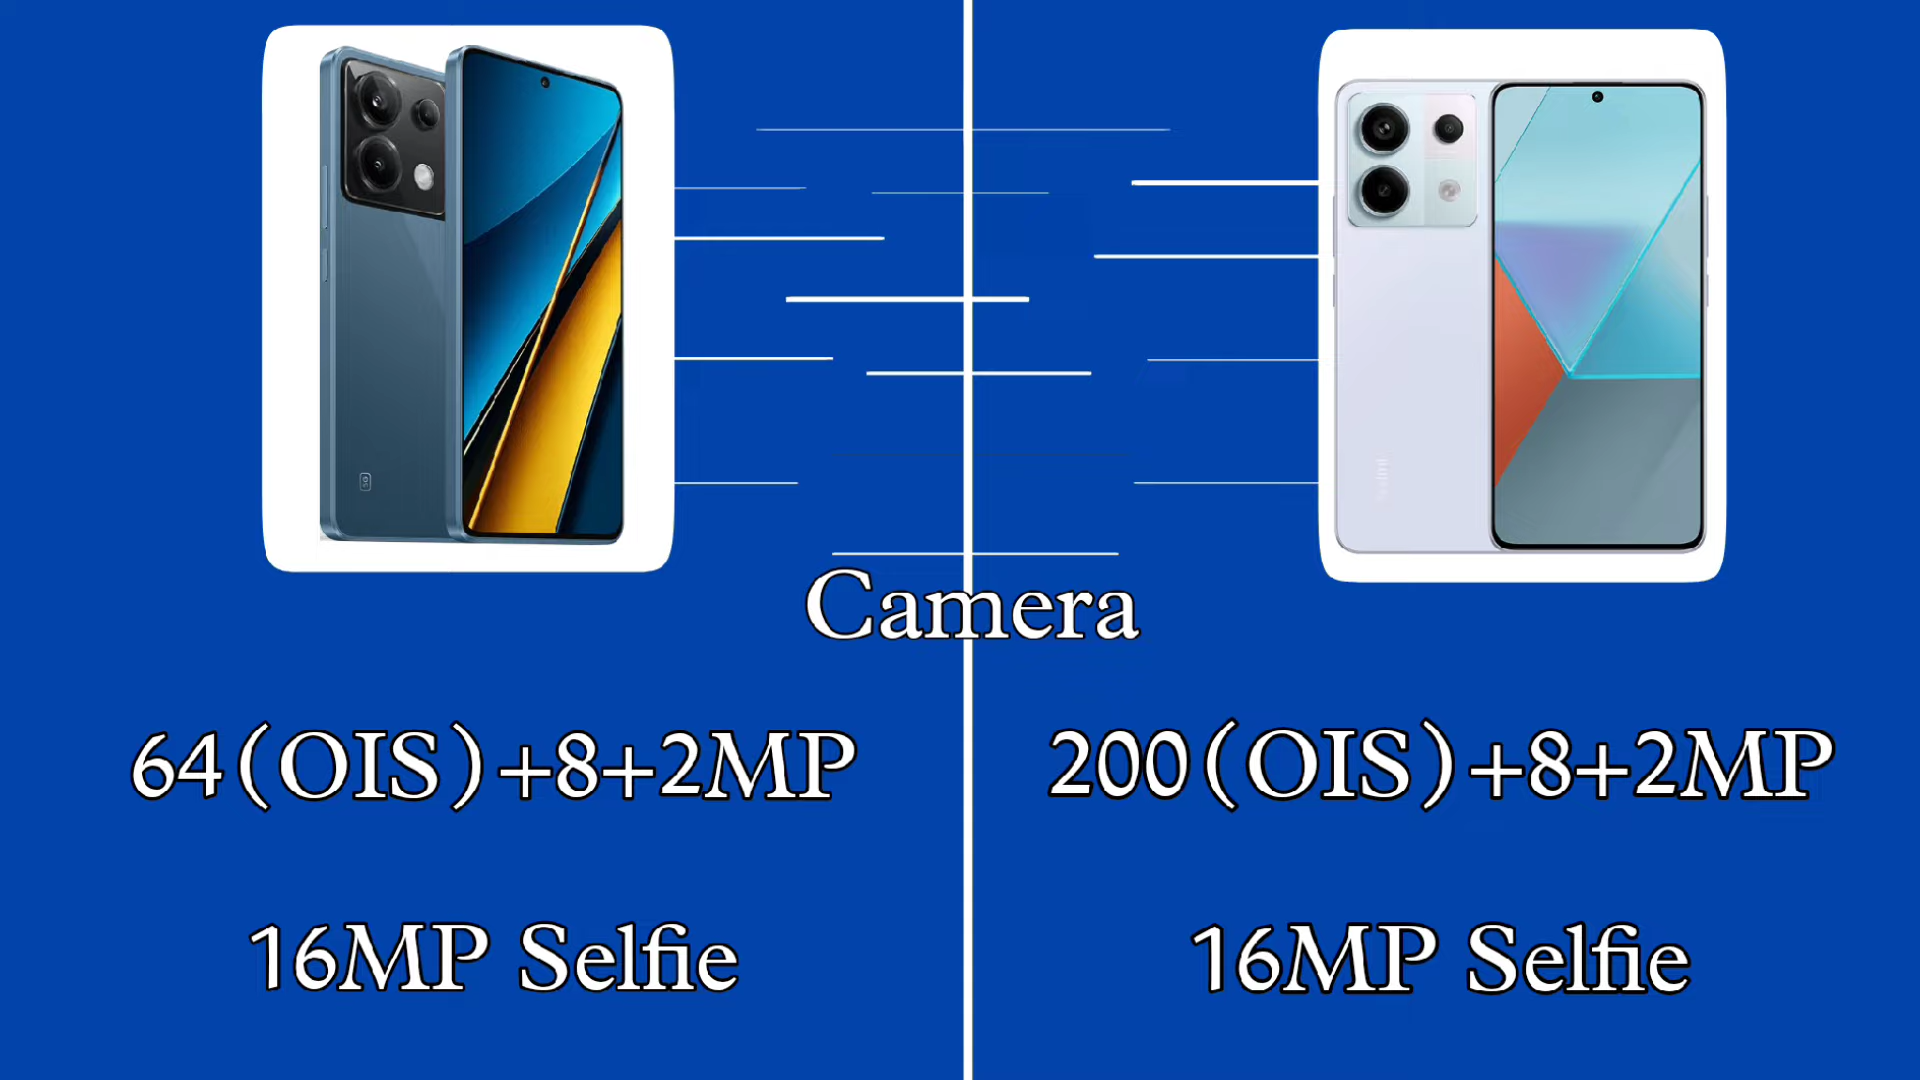 Camera
64(OIS)+8+2MP
200(OIS)+8+2MP
16MP Selfie
16MP Selfie